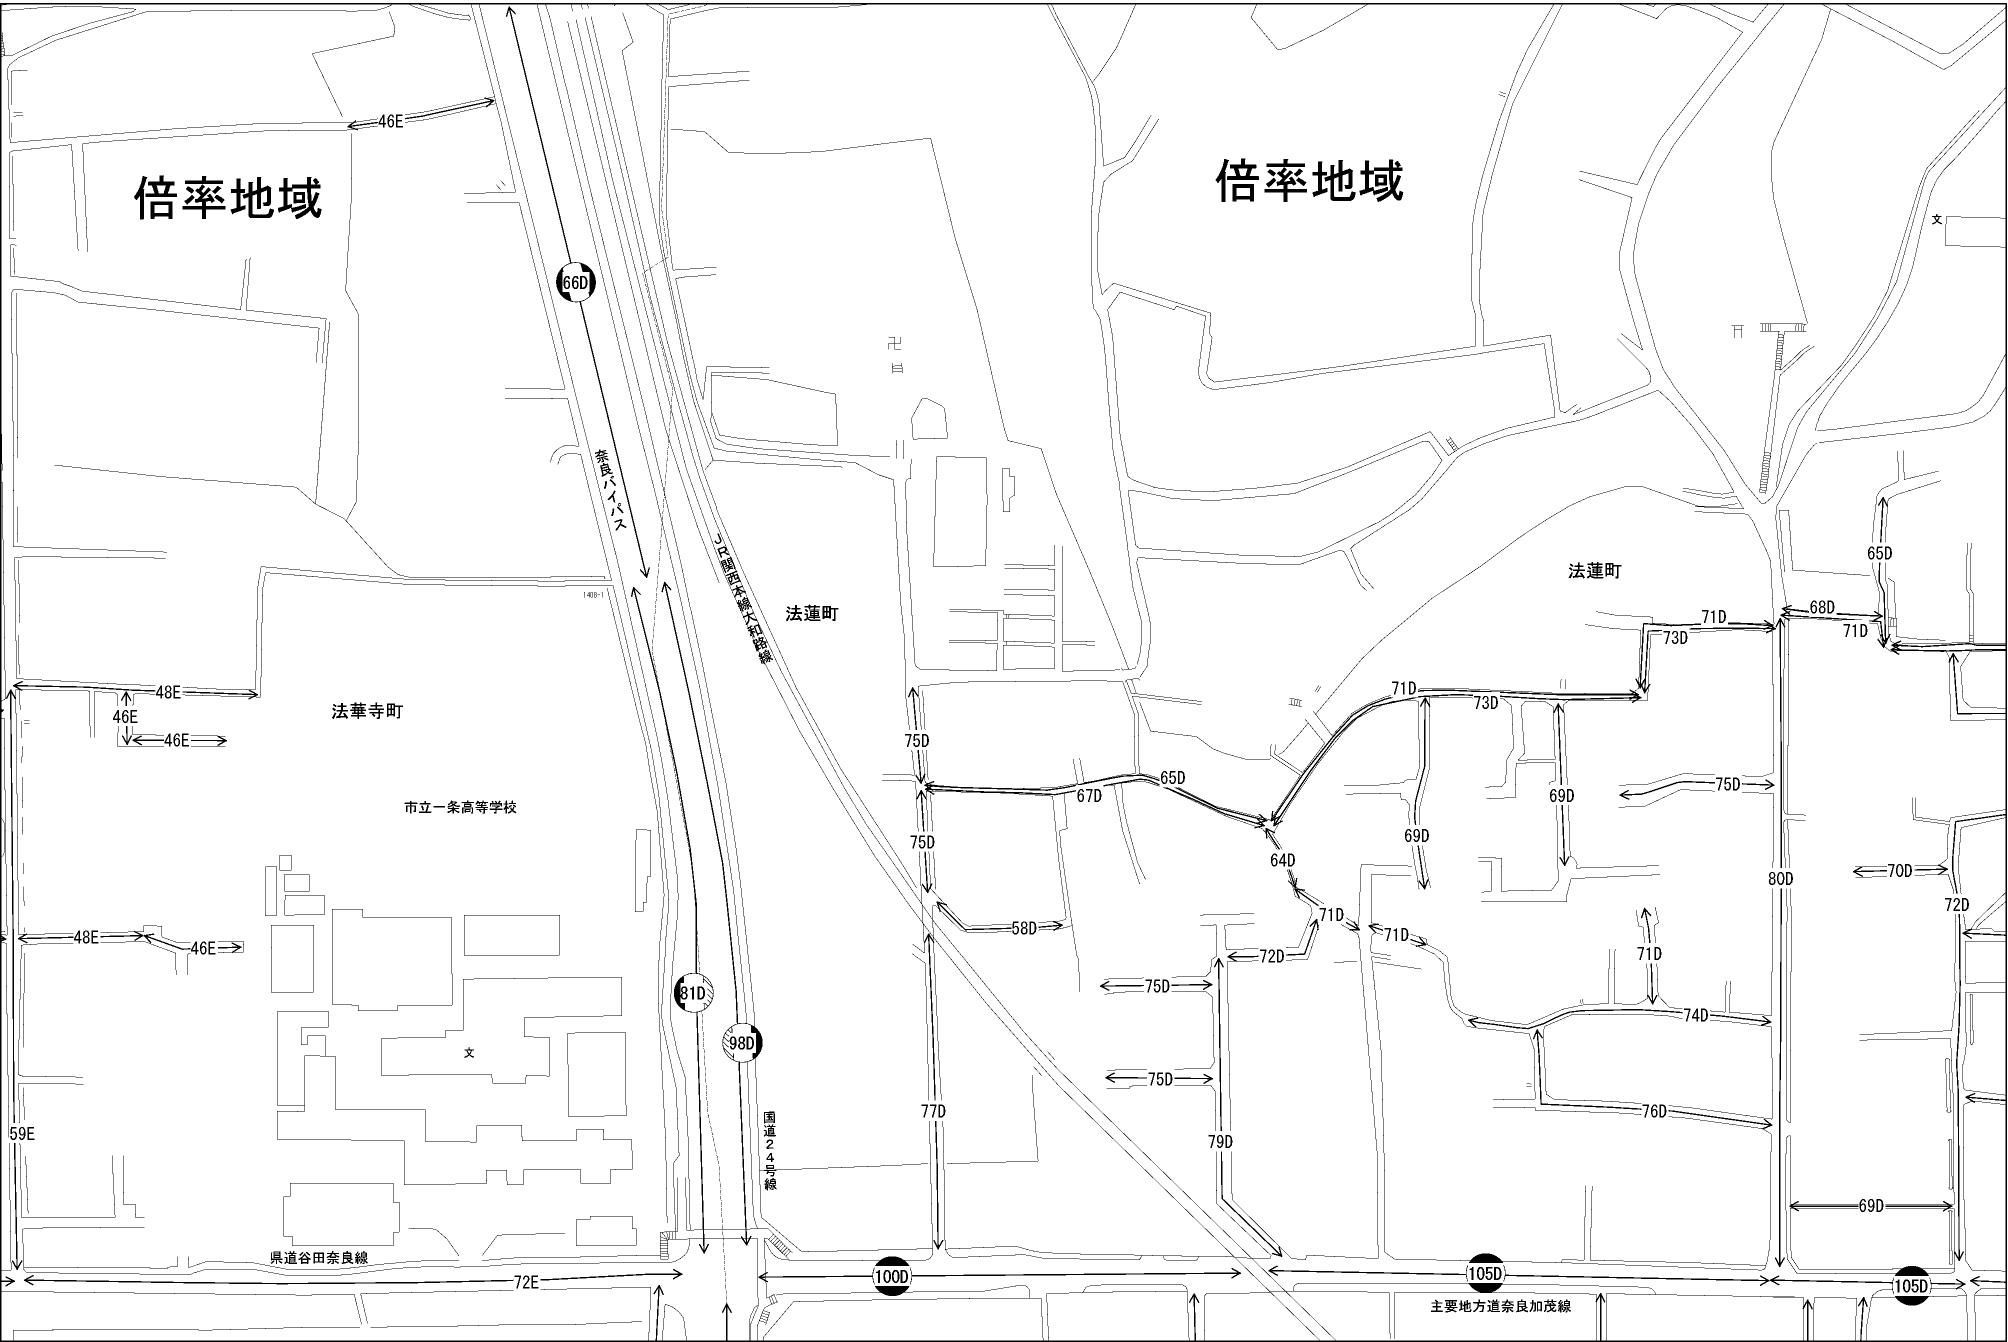 46E
倍率地域
倍率地域
文
66D
卍
奈良バイパス
JR関西本線大和路線
65D
法蓮町
1408-1
法蓮町
68D
71D
71D
73D
48E
46E
46E
法華寺町
71D
73D
75D
65D
67D
75D
69D
市立一条高等学校
69D
75D
64D
70D
80D
72D
71D
58D
71D
48E
46E
72D
71D
75D
81D
74D
98D
文
75D
77D
76D
59E
79D
国道24号線
69D
県道谷田奈良線
72E
100D
105D
105D
主要地方道奈良加茂線